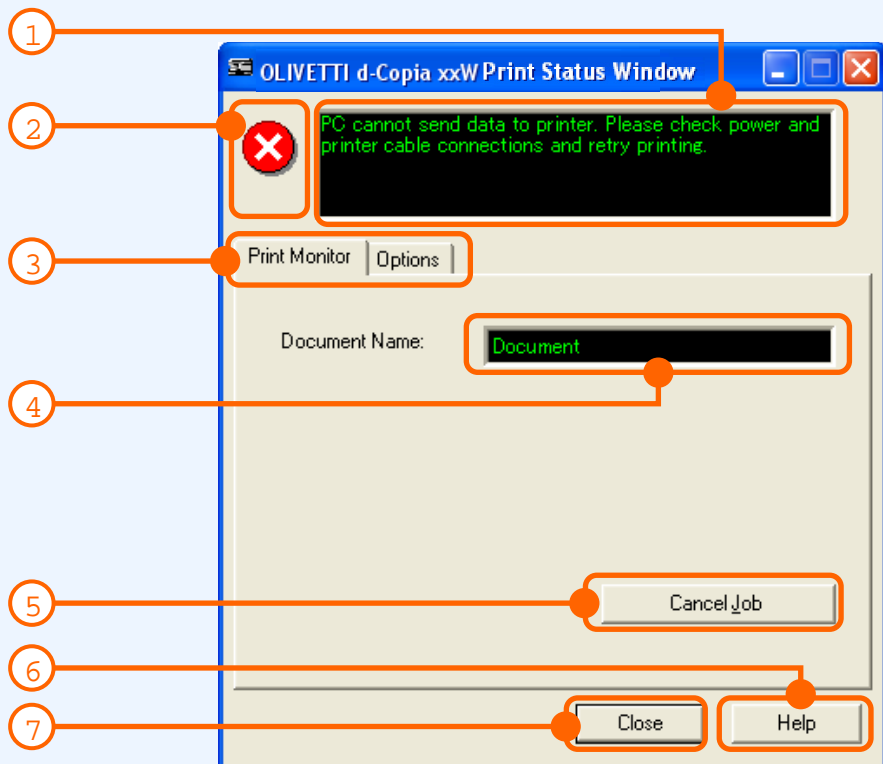 1
OLIVETTI d-Copia xxW Print Status Window
2
PC cannot send data to printer. Please check power and
printer cable connections and retry printing.
3
Print Monitor Options
Document Name: Document
4
5
Cancel Job
6
7
Close Help